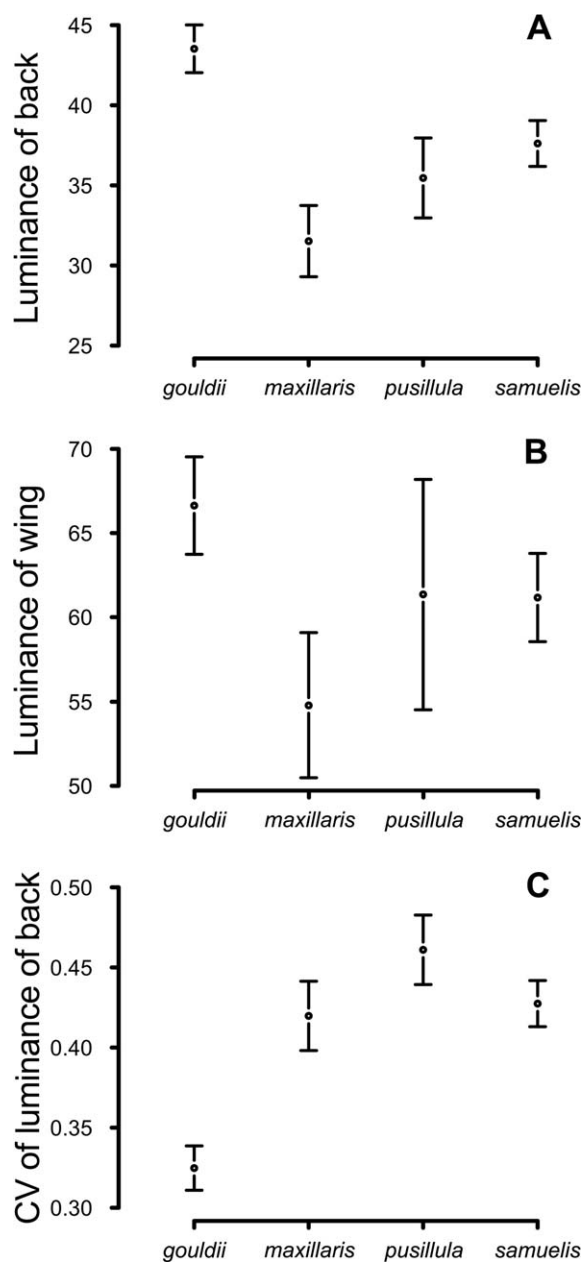 A
Luminance of back
45
40
35
30
25
gouldii maxillaris pusillula samuelis
B
Luminance of wing
70
65
60
55
50
gouldii maxillaris pusillula samuelis
C
CV of luminance of back
0.50
0.45
0.40
0.35
0.30
gouldii maxillaris pusillula samuelis